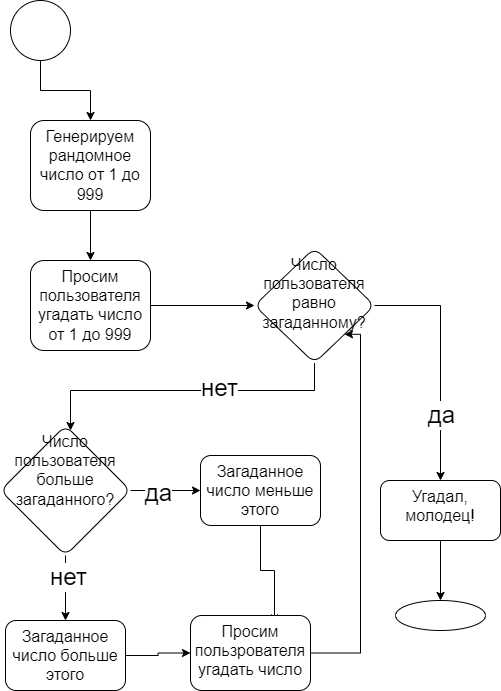 Генерируем
рандомное
число от 1 до
999
Просим
пользователя
угадать число
от 1 до 999
Число
пользователя
равно
загаданному?
нет
да
Число
пользователя
больше
загаданного?
да
Загаданное
число меньше
этого
Угадал,
молодец!
нет
Загаданное
число больше
этого
Просим
пользрователя
угадать число